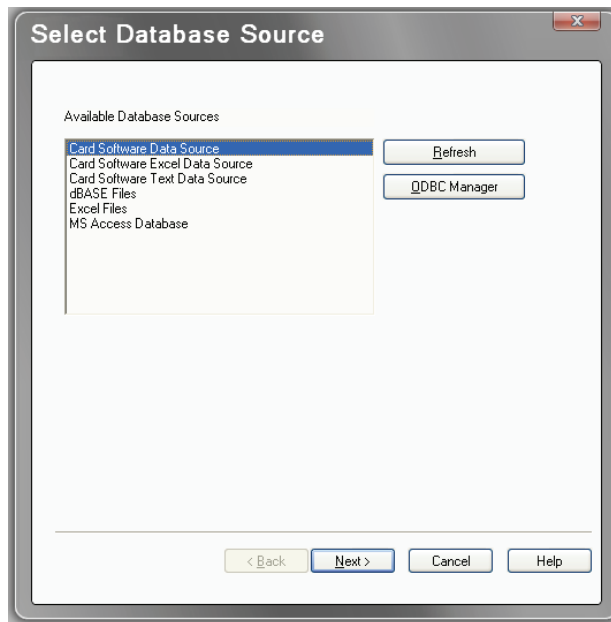 Select Database Source
X
Available Database Sources
Card Software Data Source
Card Software Excel Data Source
Card Software Text Data Source
dBASE Files
Excel Files
MS Access Database
Refresh
ODBC Manager
< Back
Next >
Cancel
Help